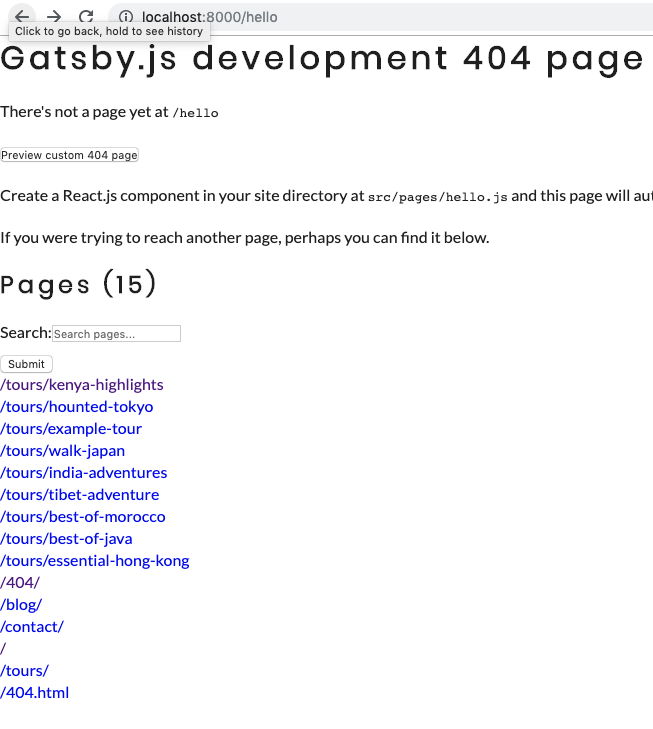 localhost:8000/hello
Click to go back, hold to see history
Gatsby.js development 404 page
There's not a page yet at /hello
Preview custom 404 page
Create a React.js component in your site directory at src/pages/hello.js and this page will aut
If you were trying to reach another page, perhaps you can find it below.
Pages (15)
Search: Search pages...
Submit
/tours/kenya-highlights
/tours/hounted-tokyo
/tours/example-tour
/tours/walk-japan
/tours/india-adventures
/tours/tibet-adventure
/tours/best-of-morocco
/tours/best-of-java
/tours/essential-hong-kong
/404/
/blog/
/contact/
/
/tours/
/404.html